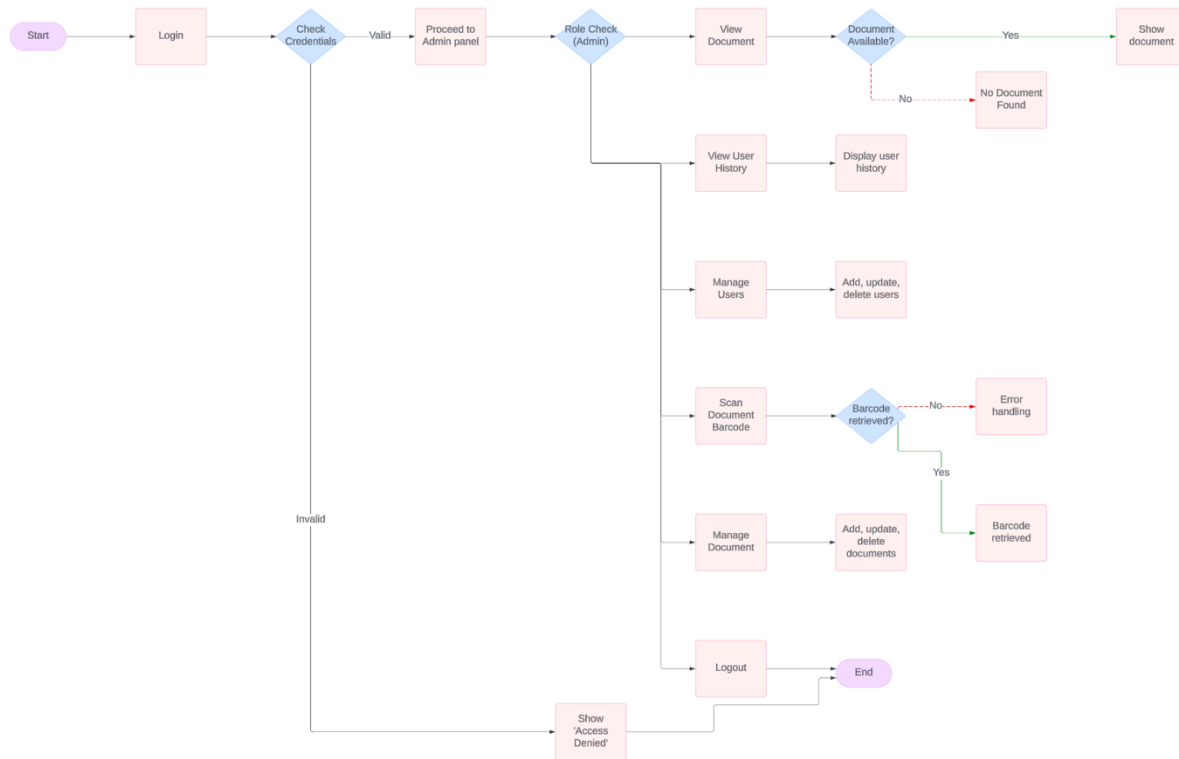 Start
Login
Check
Credentials
Valid
Proceed to
Admin panel
Role Check
(Admin)
View
Document
Document
Available?
Yes
Show
document
No
No Document
Found
View User
History
Display user
history
Manage
Users
Add, update,
delete users
Scan
Document
Barcode
Barcode
retrieved?
No
Error
handling
Yes
Invalid
Barcode
retrieved
Manage
Document
Add, update,
delete
documents
Logout
End
Show
'Access
Denied'